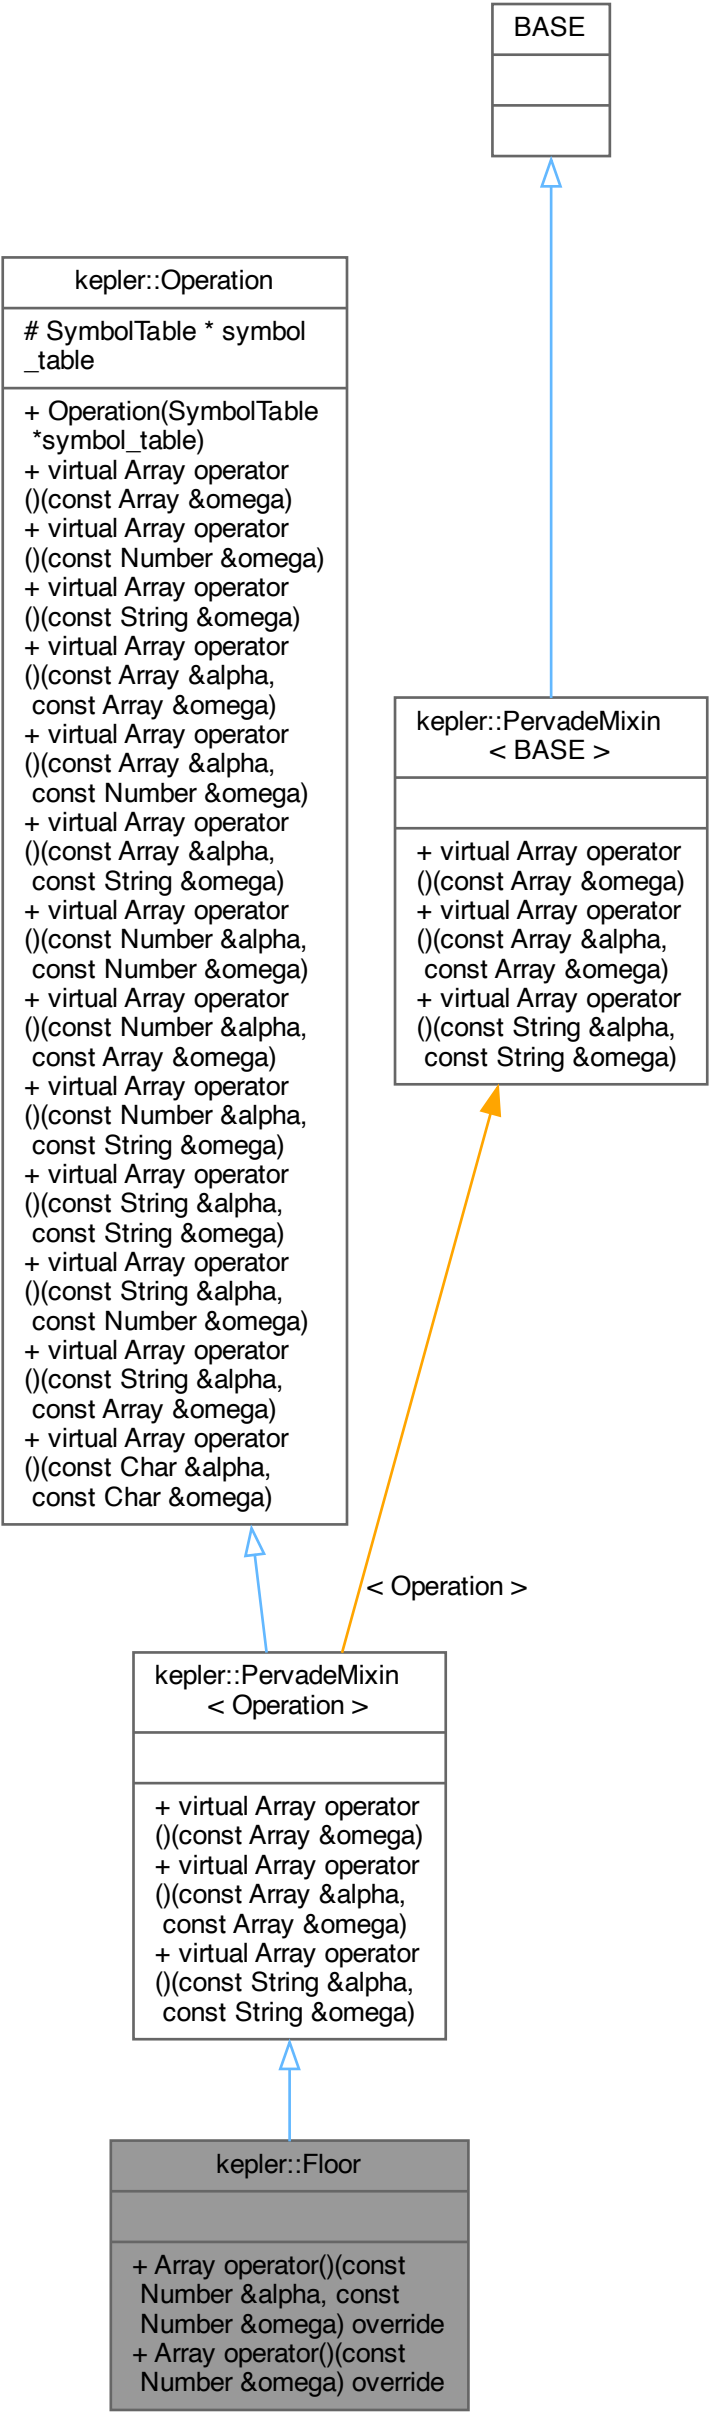 BASE
kepler::Operation
# SymbolTable * symbol
_table
+ Operation(SymbolTable
*symbol_table)
+ virtual Array operator
()(const Array &omega)
+ virtual Array operator
()(const Number &omega)
+ virtual Array operator
()(const String &omega)
+ virtual Array operator
()(const Array &alpha,
const Array &omega)
+ virtual Array operator
()(const Array &alpha,
const Number &omega)
+ virtual Array operator
()(const Array &alpha,
const String &omega)
+ virtual Array operator
()(const Number &alpha,
const Number &omega)
+ virtual Array operator
()(const Number &alpha,
const Array &omega)
+ virtual Array operator
()(const Number &alpha,
const String &omega)
+ virtual Array operator
()(const String &alpha,
const String &omega)
+ virtual Array operator
()(const String &alpha,
const Number &omega)
+ virtual Array operator
()(const String &alpha,
const Array &omega)
+ virtual Array operator
()(const Char &alpha,
const Char &omega)
kepler::PervadeMixin
< BASE >
+ virtual Array operator
()(const Array &omega)
+ virtual Array operator
()(const Array &alpha,
const Array &omega)
+ virtual Array operator
()(const String &alpha,
const String &omega)
< Operation >
kepler::PervadeMixin
< Operation >
+ virtual Array operator
()(const Array &omega)
+ virtual Array operator
()(const Array &alpha,
const Array &omega)
+ virtual Array operator
()(const String &alpha,
const String &omega)
kepler::Floor
+ Array operator()(const
Number &alpha, const
Number &omega) override
+ Array operator()(const
Number &omega) override